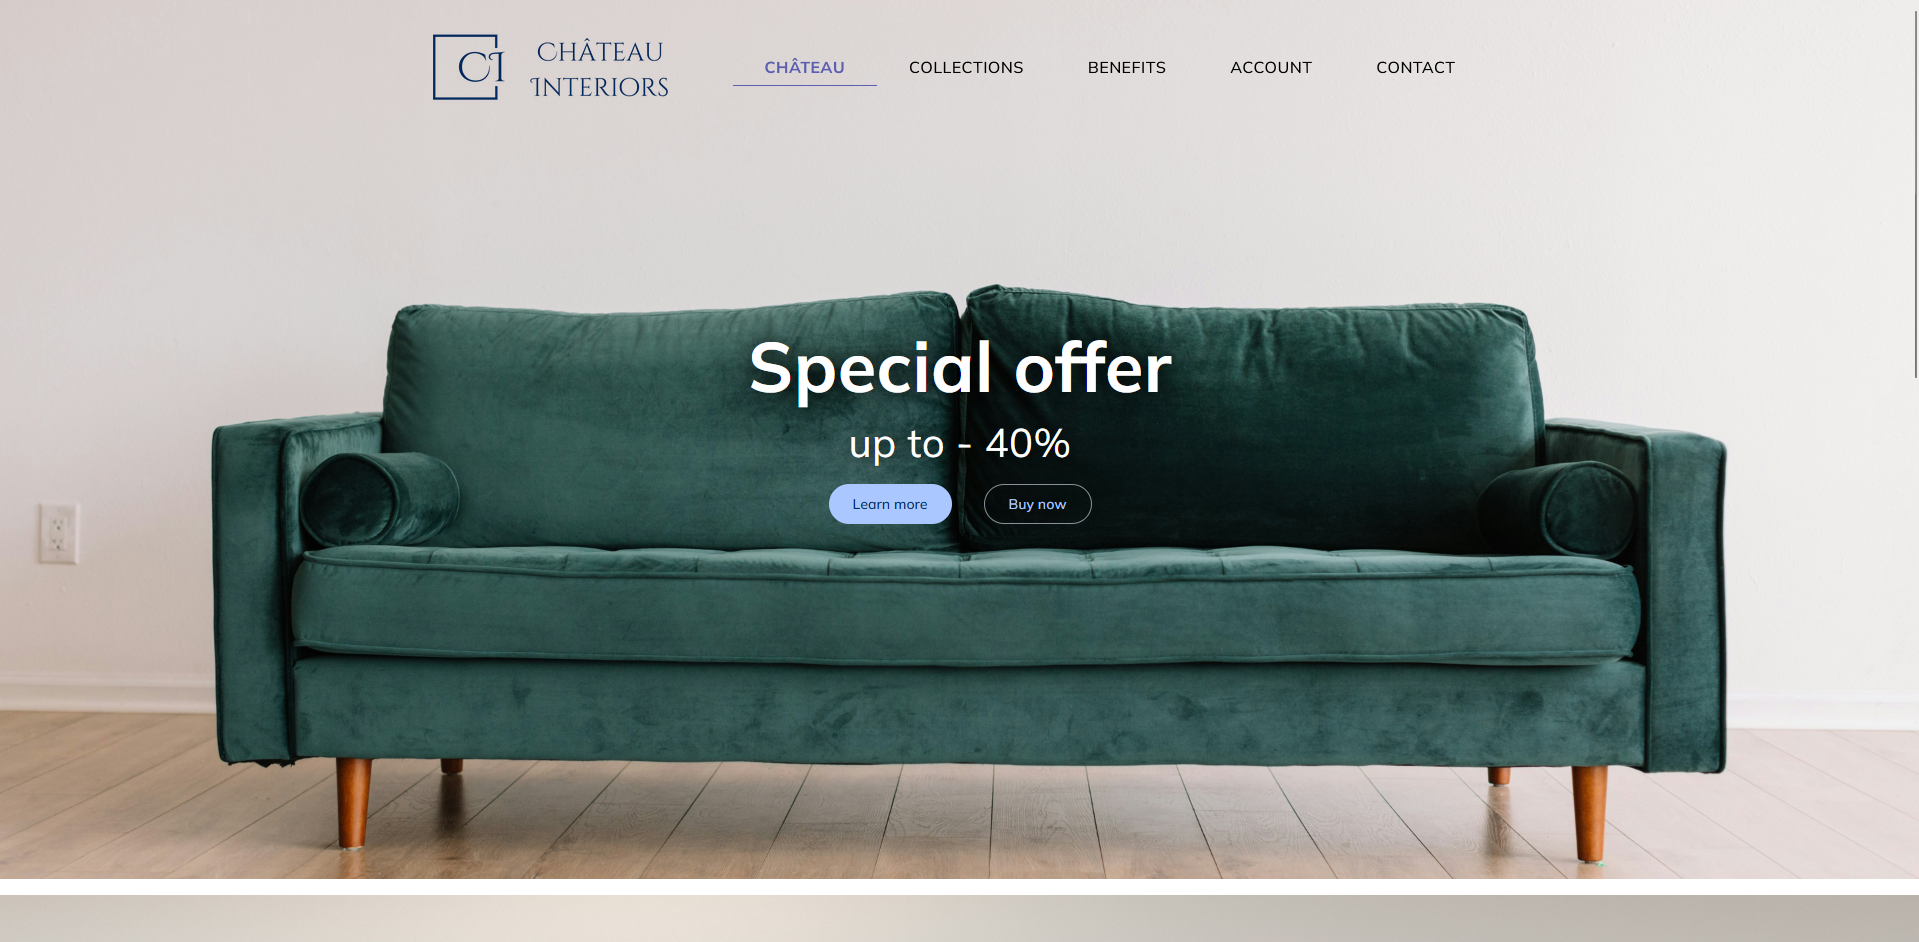 CI
CHÂTEAU
INTERIORS
CHÂTEAU COLLECTIONS BENEFITS ACCOUNT CONTACT
Special offer
up to - 40%
Learn more Buy now